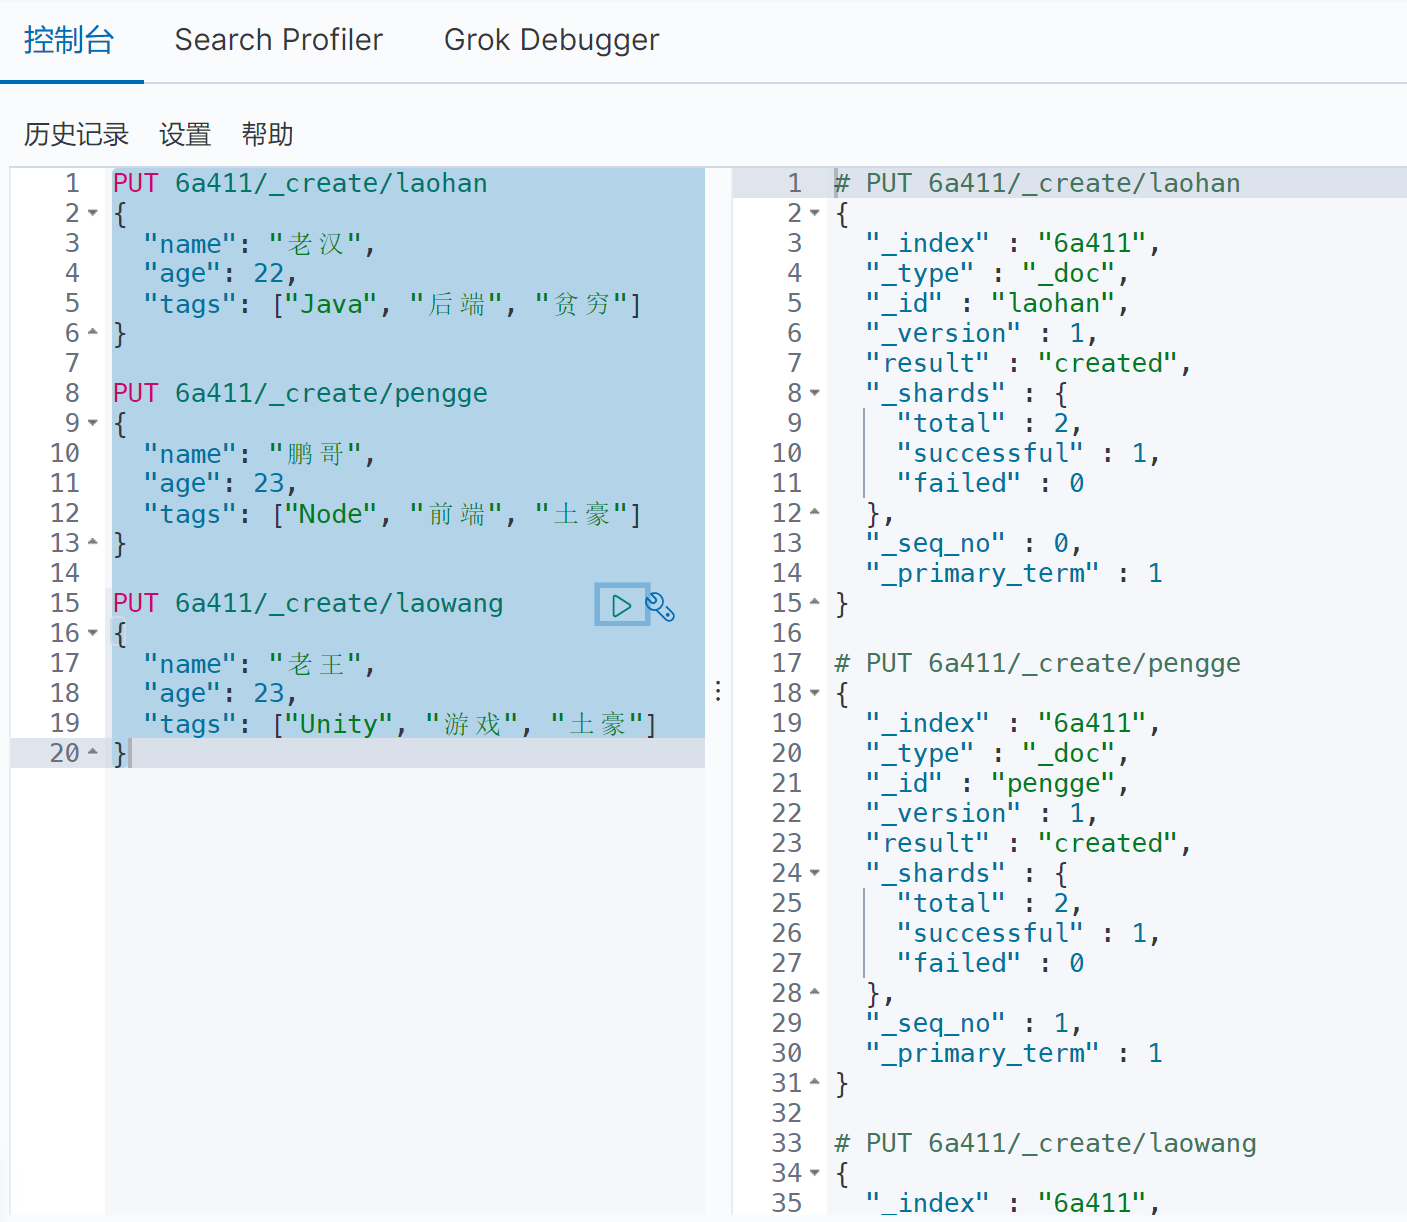 控制台 Search Profiler Grok Debugger
历史记录 设置 帮助
1 PUT 6a411/_create/laohan
2 {
3 "name": "老汉",
4 "age": 22,
5 "tags": ["Java", "后端", "贫穷"]
6 }
7
8 PUT 6a411/_create/pengge
9 {
10 "name": "鹏哥",
11 "age": 23,
12 "tags": ["Node", "前端", "土豪"]
13 }
14
15 PUT 6a411/_create/laowang
16 {
17 "name": "老王",
18 "age": 23,
19 "tags": ["Unity", "游戏", "土豪"]
20 }
1 # PUT 6a411/_create/laohan
2 {
3 "_index" : "6a411",
4 "_type" : "_doc",
5 "_id" : "laohan",
6 "_version" : 1,
7 "result" : "created",
8 "_shards" : {
9 "total" : 2,
10 "successful" : 1,
11 "failed" : 0
12 },
13 "_seq_no" : 0,
14 "_primary_term" : 1
15 }
16
17 # PUT 6a411/_create/pengge
18 {
19 "_index" : "6a411",
20 "_type" : "_doc",
21 "_id" : "pengge",
22 "_version" : 1,
23 "result" : "created",
24 "_shards" : {
25 "total" : 2,
26 "successful" : 1,
27 "failed" : 0
28 },
29 "_seq_no" : 1,
30 "_primary_term" : 1
31 }
32
33 # PUT 6a411/_create/laowang
34 {
35 "_index" : "6a411",